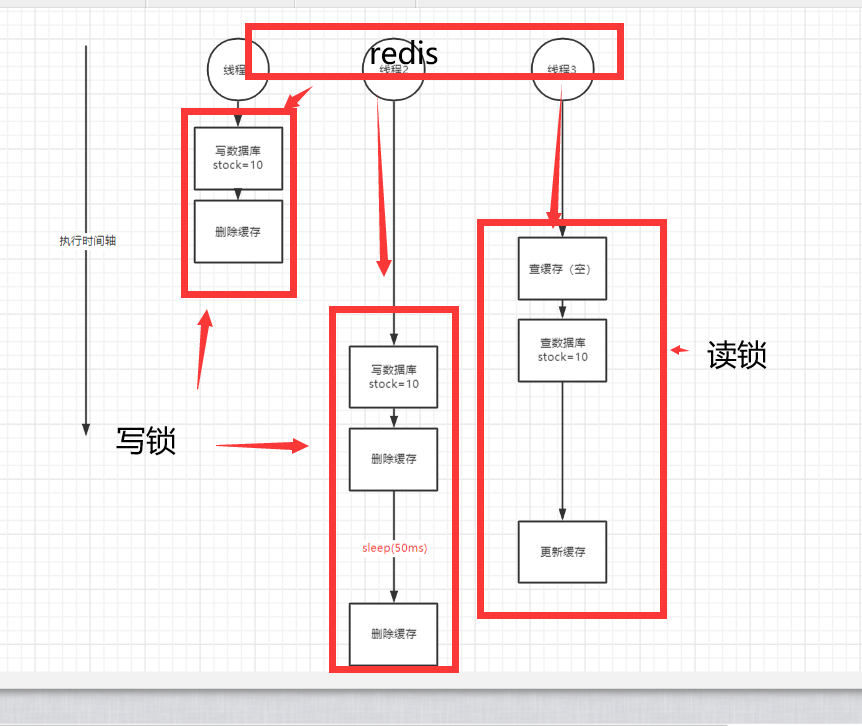 redis
线程
线程2
线程3
写数据库
stock=10
删除缓存
执行时间轴
查缓存（空）
查数据库
stock=10
读锁
写锁
写数据库
stock=10
删除缓存
sleep(50ms)
更新缓存
删除缓存